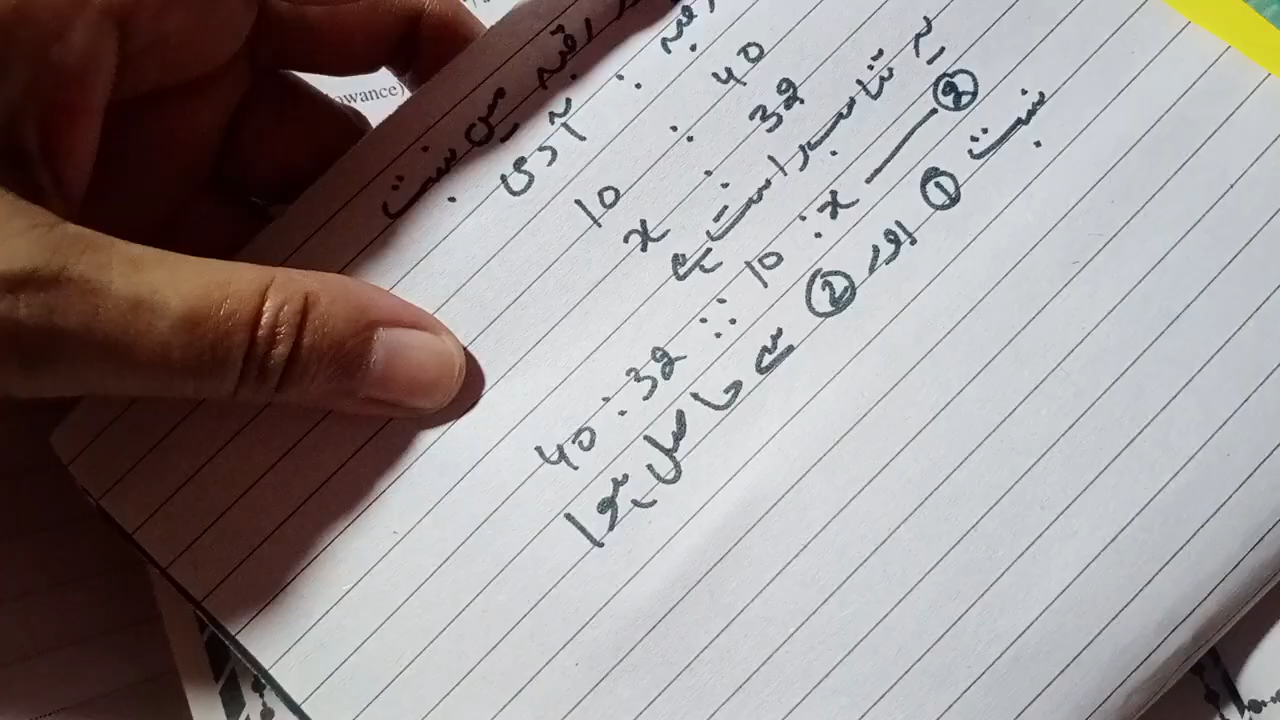 رقبہ میں نسبت
آدمی : رقبہ
10 : 40
x : 32
یہ تناسب راست ہے
40 : 32 :: 10 : x — ②
نسبت ① اور ② سے حاصل ہوا
owance)